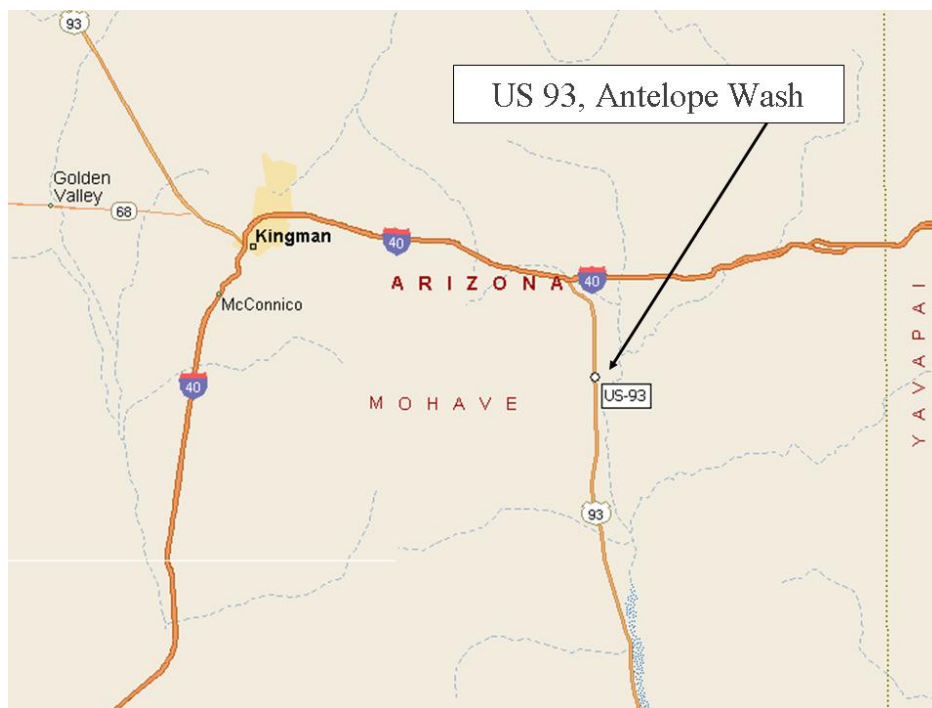 93
US 93, Antelope Wash
Golden
Valley
68
Kingman
40
ARIZONA
40
McConnico
40
MOHAVE
US-93
YAVAPAI
93